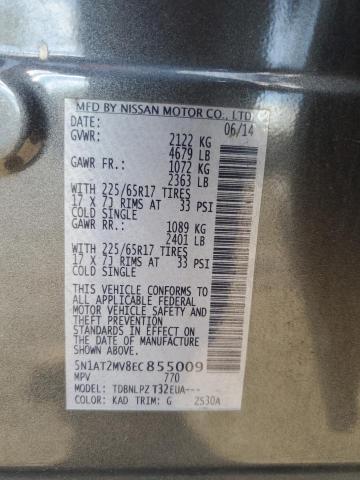 MFD BY NISSAN MOTOR CO., LTD.
DATE: 06/14
GVWR: 2122 KG
4679 LB
GAWR FR.: 1072 KG
2363 LB
WITH 225/65R17 TIRES
17 X 7J RIMS AT 33 PSI
COLD SINGLE
GAWR RR.: 1089 KG
2401 LB
WITH 225/65R17 TIRES
17 X 7J RIMS AT 33 PSI
COLD SINGLE
THIS VEHICLE CONFORMS TO
ALL APPLICABLE FEDERAL
MOTOR VEHICLE SAFETY
AND THEFT PREVENTION
STANDARDS IN EFFECT ON
THE DATE OF MANUFACTURE
SHOWN ABOVE.
5N1AT2MV8EC855009
MPV 770
MODEL: TDBNLPZ T32EUA---
COLOR: KAD TRIM: G 2S30A